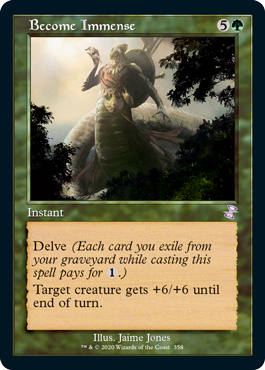 Become Immense 5
Instant
Delve (Each card you exile from
your graveyard while casting this
spell pays for 1.)
Target creature gets +6/+6 until
end of turn.
Illus. Jaime Jones
™ & © 2020 Wizards of the Coast 358